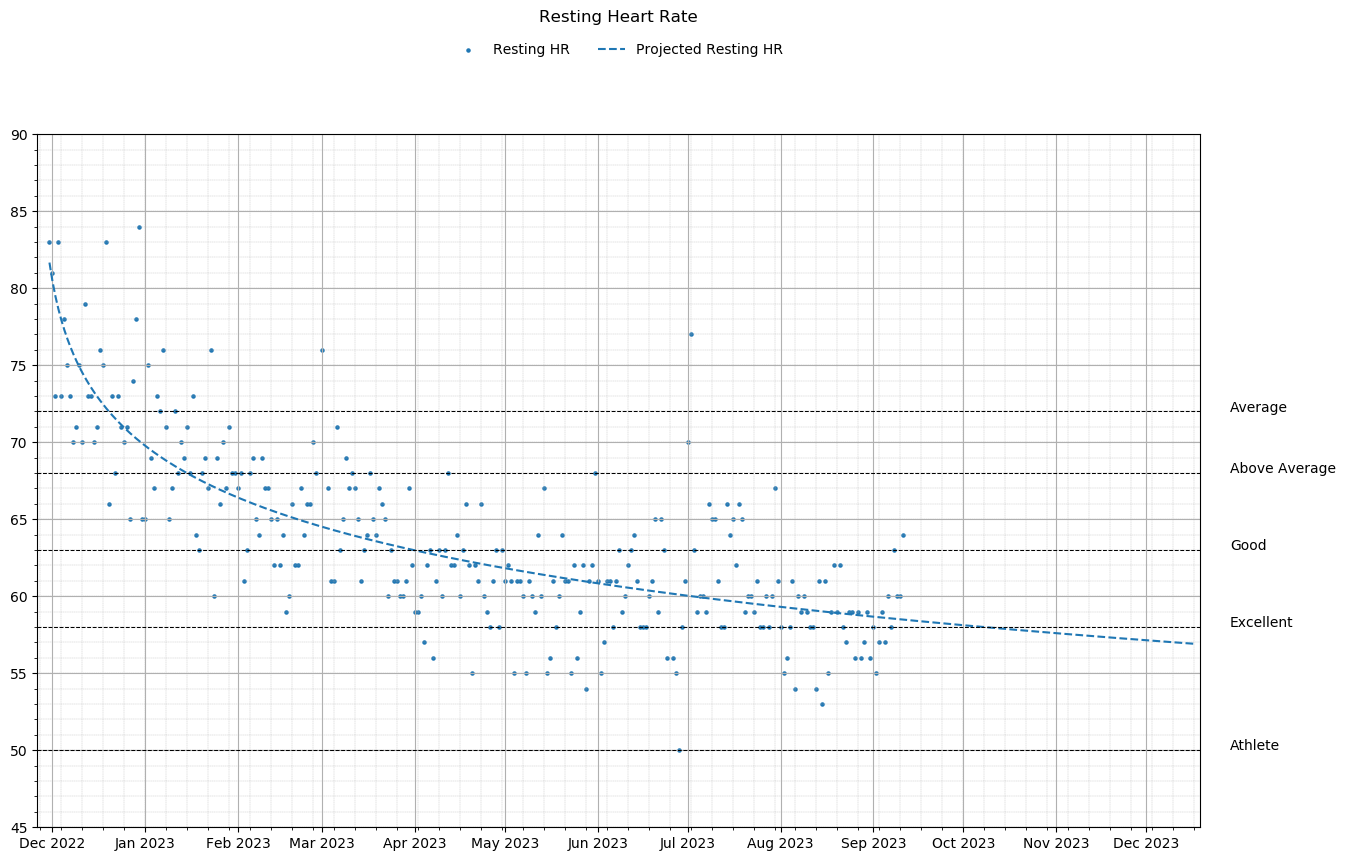 Resting Heart Rate
Resting HR
Projected Resting HR
90
85
80
75
70
65
60
55
50
45
Average
Above Average
Good
Excellent
Athlete
Dec 2022 Jan 2023 Feb 2023 Mar 2023 Apr 2023 May 2023 Jun 2023 Jul 2023 Aug 2023 Sep 2023 Oct 2023 Nov 2023 Dec 2023